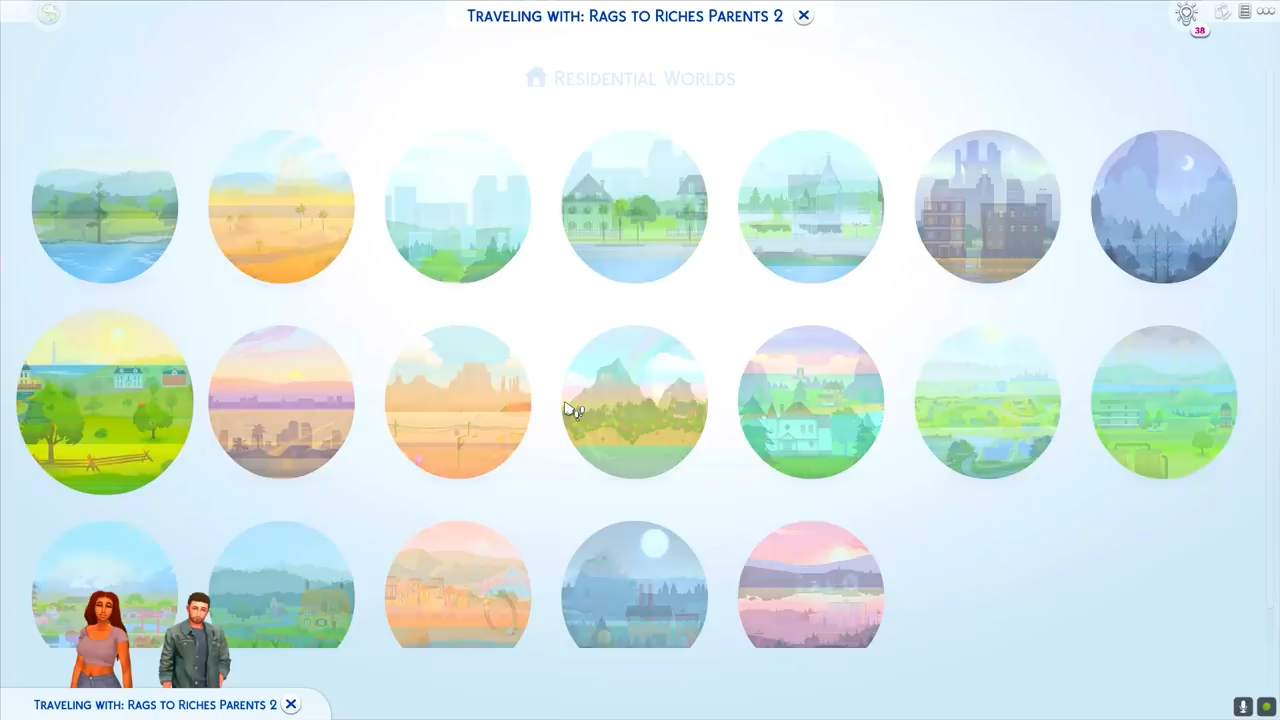 TRAVELING WITH: RAGS TO RICHES PARENTS 2
38
RESIDENTIAL WORLDS
TRAVELING WITH: RAGS TO RICHES PARENTS 2